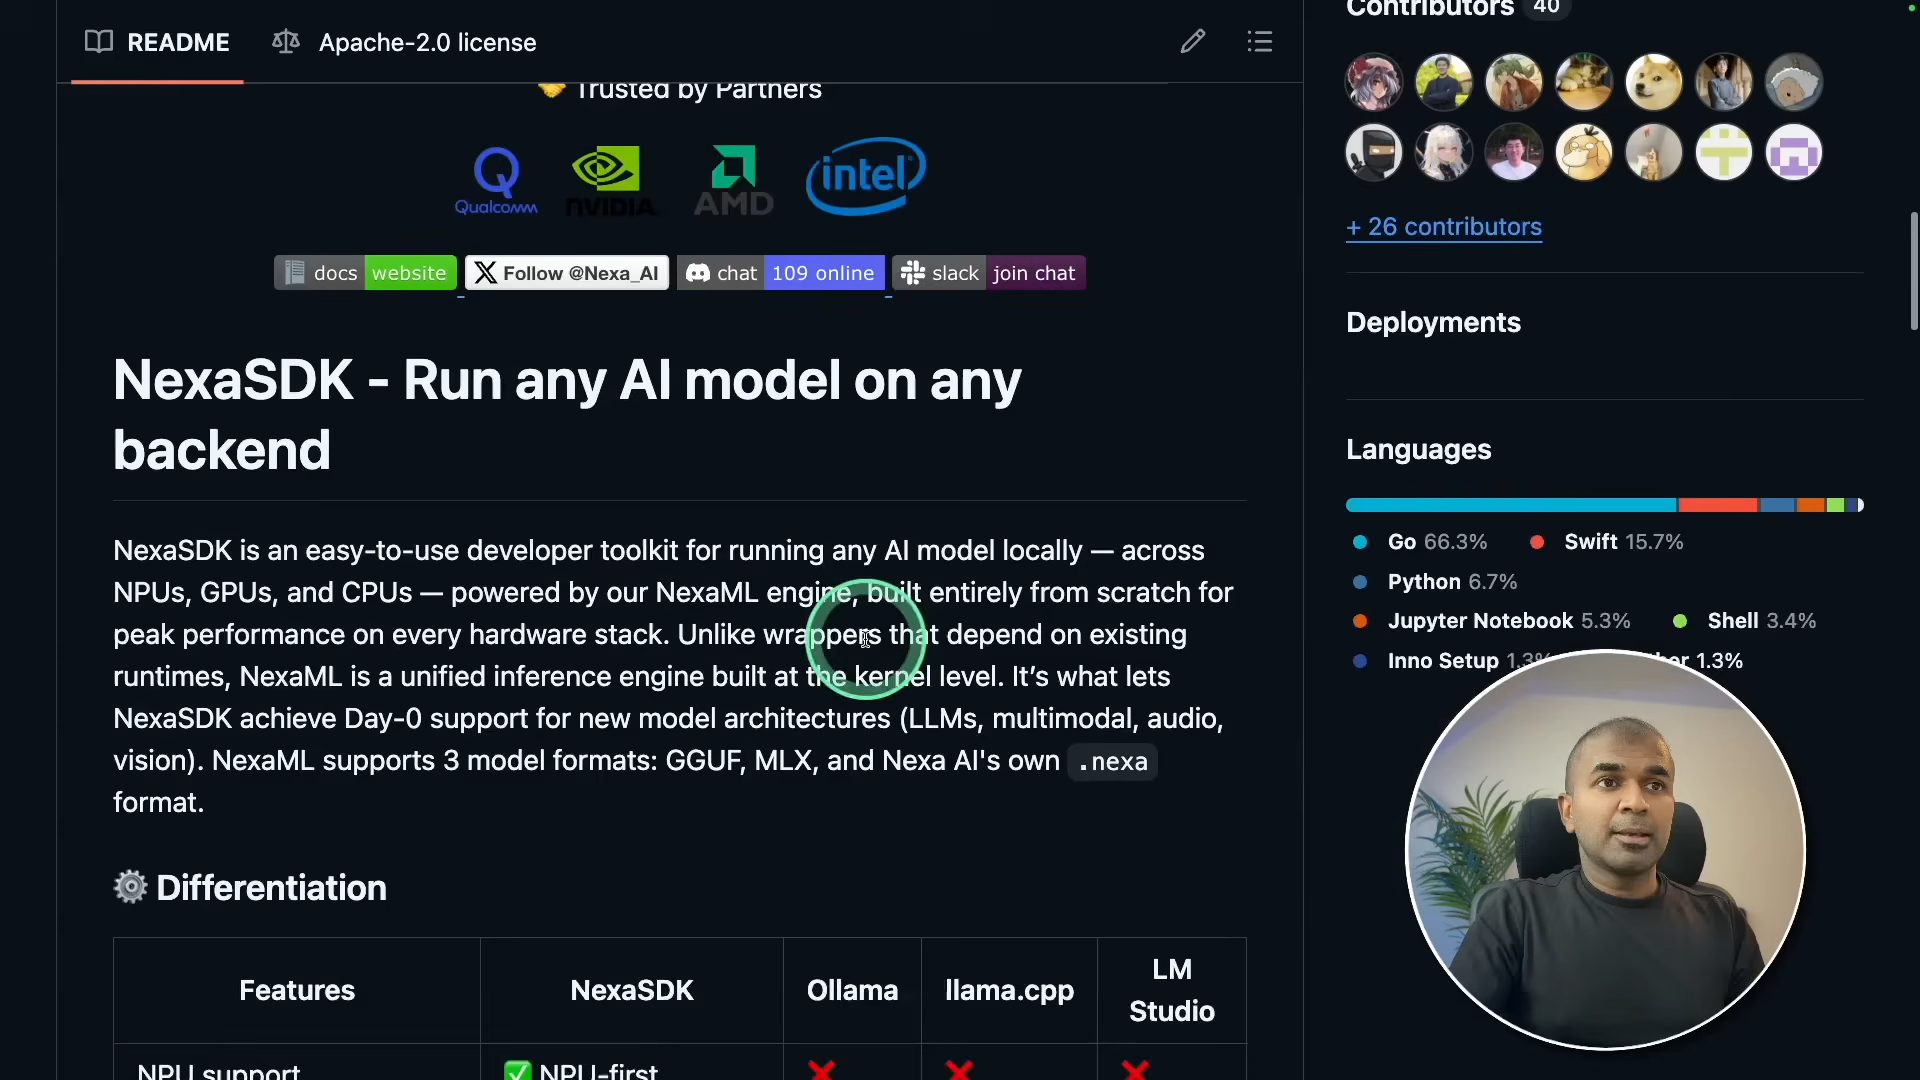 README
Apache-2.0 license
Trusted by Partners
Qualcomm
NVIDIA
AMD
intel
docs website
Follow @Nexa_AI
chat 109 online
slack join chat
NexaSDK - Run any AI model on any
backend
NexaSDK is an easy-to-use developer toolkit for running any AI model locally — across
NPUs, GPUs, and CPUs — powered by our NexaML engine, built entirely from scratch for
peak performance on every hardware stack. Unlike wrappers that depend on existing
runtimes, NexaML is a unified inference engine built at the kernel level. It’s what lets
NexaSDK achieve Day-0 support for new model architectures (LLMs, multimodal, audio,
vision). NexaML supports 3 model formats: GGUF, MLX, and Nexa AI's own .nexa
format.
Differentiation
Features NexaSDK Ollama llama.cpp LM
Studio
NPU support NPU-first
Contributors 40
+ 26 contributors
Deployments
Languages
Go 66.3% Swift 15.7%
Python 6.7%
Jupyter Notebook 5.3% Shell 3.4%
Inno Setup 1.3% 1.3%